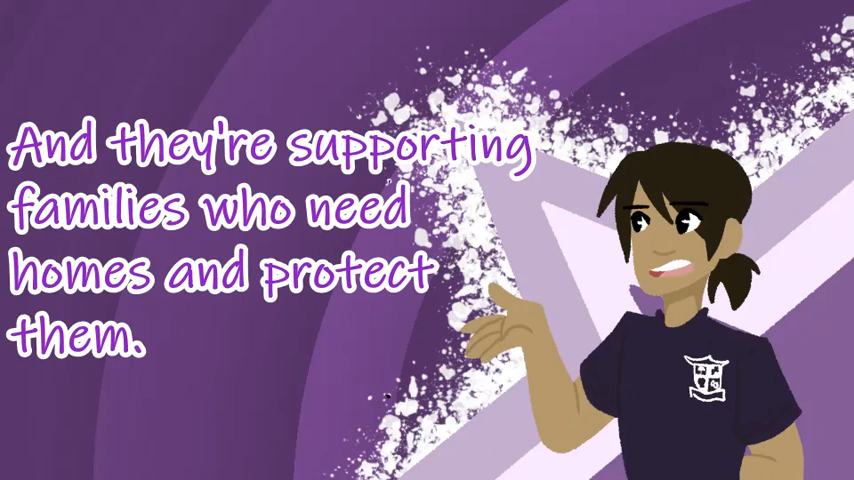 And they're supporting
families who need
homes and protect
them.